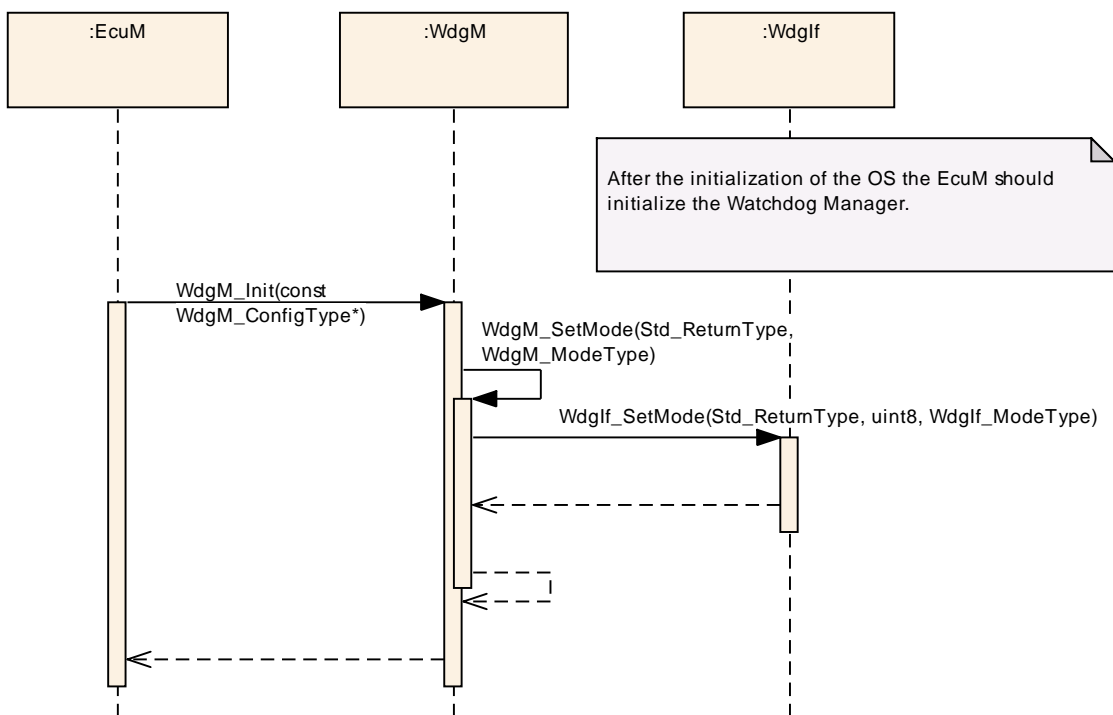 :EcuM
:WdgM
:WdgIf
After the initialization of the OS the EcuM should
initialize the Watchdog Manager.
WdgM_Init(const
WdgM_ConfigType*)
WdgM_SetMode(Std_ReturnType,
WdgM_ModeType)
WdgIf_SetMode(Std_ReturnType, uint8, WdgIf_ModeType)